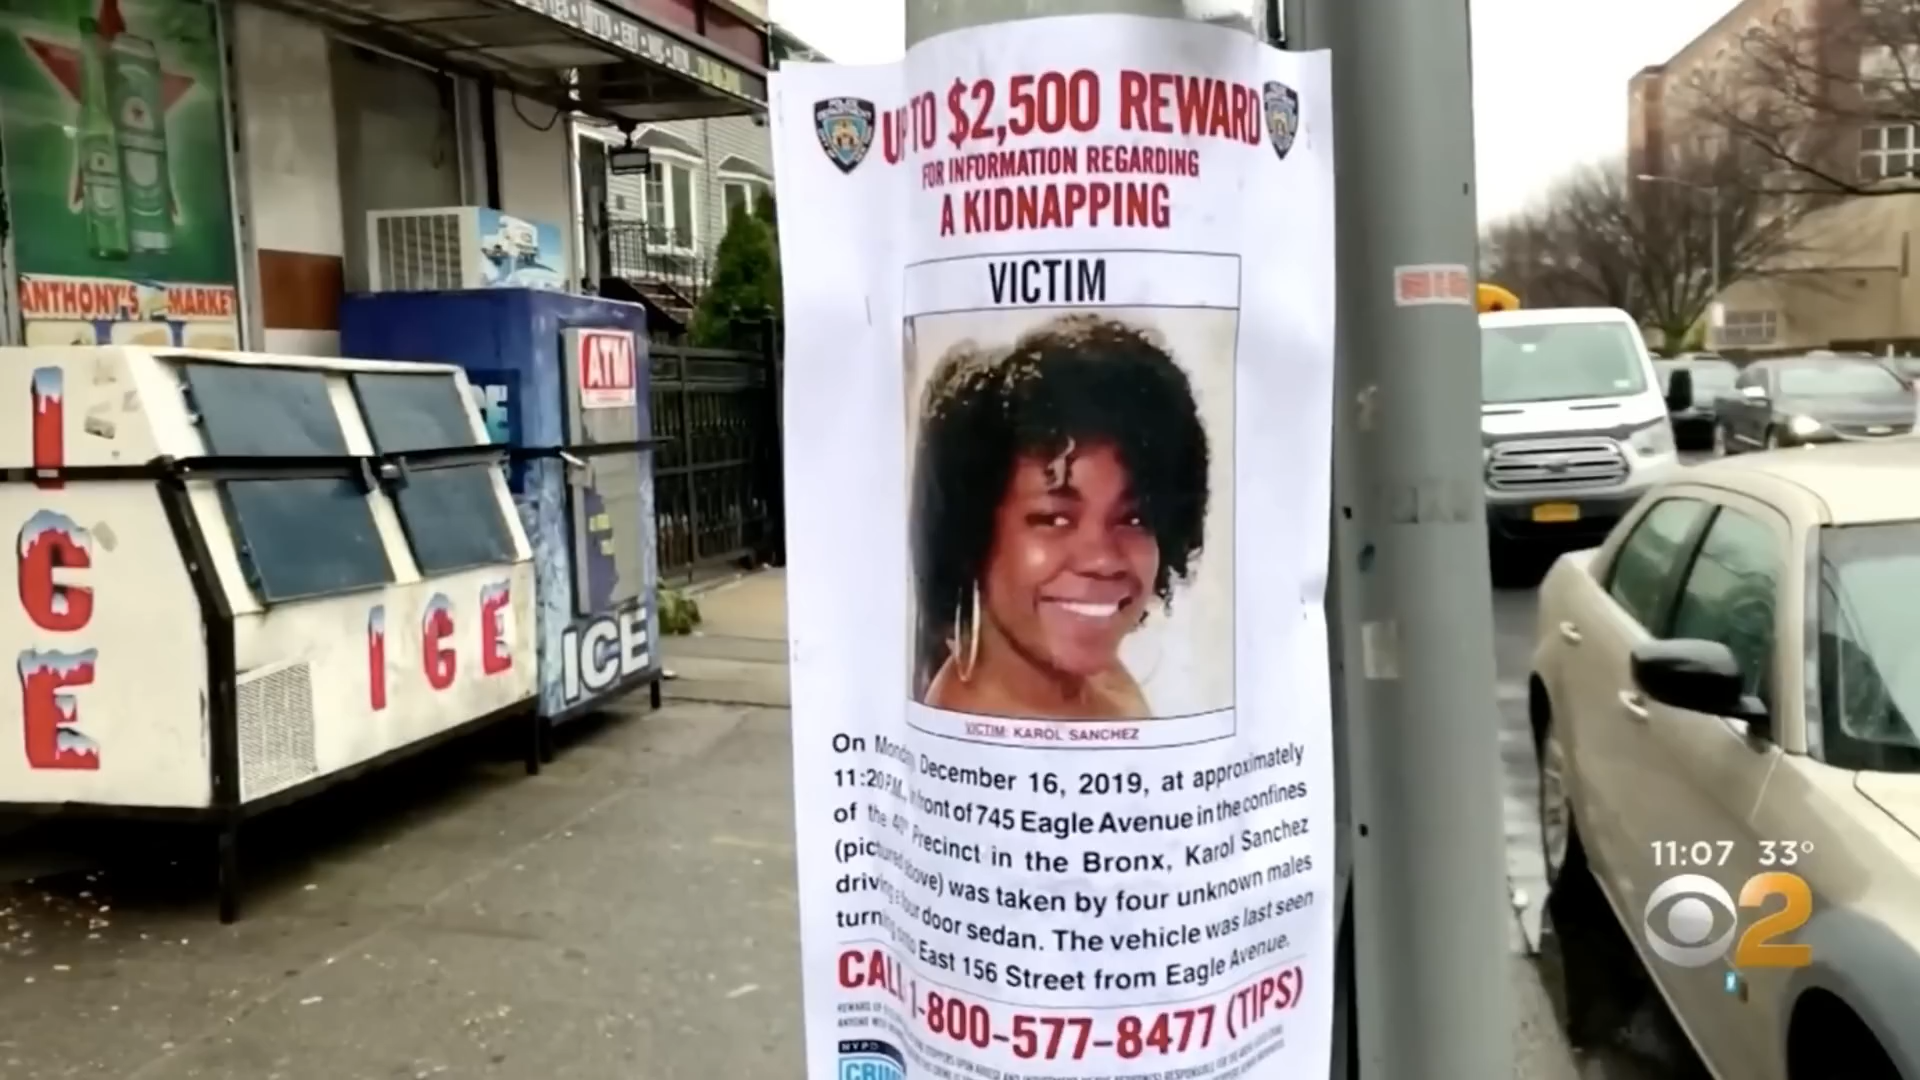 UP TO $2,500 REWARD
FOR INFORMATION REGARDING
A KIDNAPPING
VICTIM
VICTIM: KAROL SANCHEZ
On Monday December 16, 2019, at approximately
11:20PM, in front of 745 Eagle Avenue in the confines
of the 40th Precinct in the Bronx, Karol Sanchez
(pictured above) was taken by four unknown males
driving a four door sedan. The vehicle was last seen
turning onto East 156 Street from Eagle Avenue.
CALL 1-800-577-8477 (TIPS)
NYPD
ANTHONY'S MARKET
ATM
ICE
ICE
ICE
11:07 33°
2